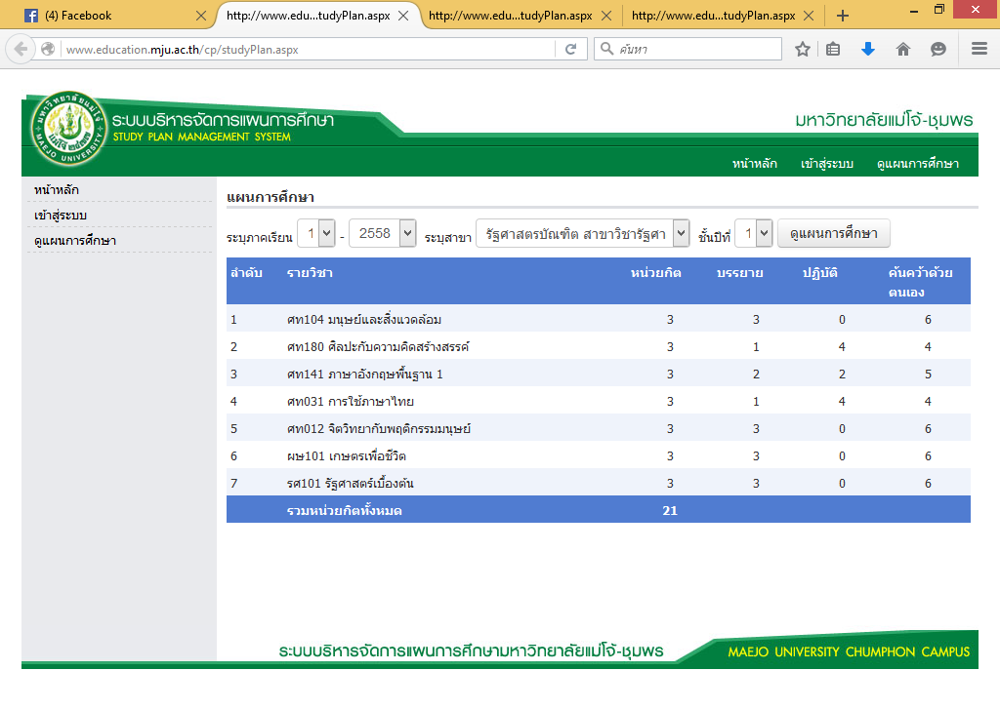 (4) Facebook
http://www.edu...tudyPlan.aspx
http://www.edu...tudyPlan.aspx
http://www.edu...tudyPlan.aspx
www.education.mju.ac.th/cp/studyPlan.aspx
ค้นหา
มหาวิทยาลัยแม่โจ้
MAEJO UNIVERSITY
ระบบบริหารจัดการแผนการศึกษา
STUDY PLAN MANAGEMENT SYSTEM
มหาวิทยาลัยแม่โจ้-ชุมพร
หน้าหลัก เข้าสู่ระบบ ดูแผนการศึกษา
หน้าหลัก
เข้าสู่ระบบ
ดูแผนการศึกษา
แผนการศึกษา
ระบุภาคเรียน 1 - 2558 ระบุสาขา รัฐศาสตรบัณฑิต สาขาวิชารัฐศา ชั้นปีที่ 1 ดูแผนการศึกษา
ลำดับ รายวิชา หน่วยกิต บรรยาย ปฏิบัติ ค้นคว้าด้วยตนเอง
1 ศท104 มนุษย์และสิ่งแวดล้อม 3 3 0 6
2 ศท180 ศิลปะกับความคิดสร้างสรรค์ 3 1 4 4
3 ศท141 ภาษาอังกฤษพื้นฐาน 1 3 2 2 5
4 ศท031 การใช้ภาษาไทย 3 1 4 4
5 ศท012 จิตวิทยากับพฤติกรรมมนุษย์ 3 3 0 6
6 ผษ101 เกษตรเพื่อชีวิต 3 3 0 6
7 รศ101 รัฐศาสตร์เบื้องต้น 3 3 0 6
รวมหน่วยกิตทั้งหมด 21
ระบบบริหารจัดการแผนการศึกษามหาวิทยาลัยแม่โจ้-ชุมพร
MAEJO UNIVERSITY CHUMPHON CAMPUS